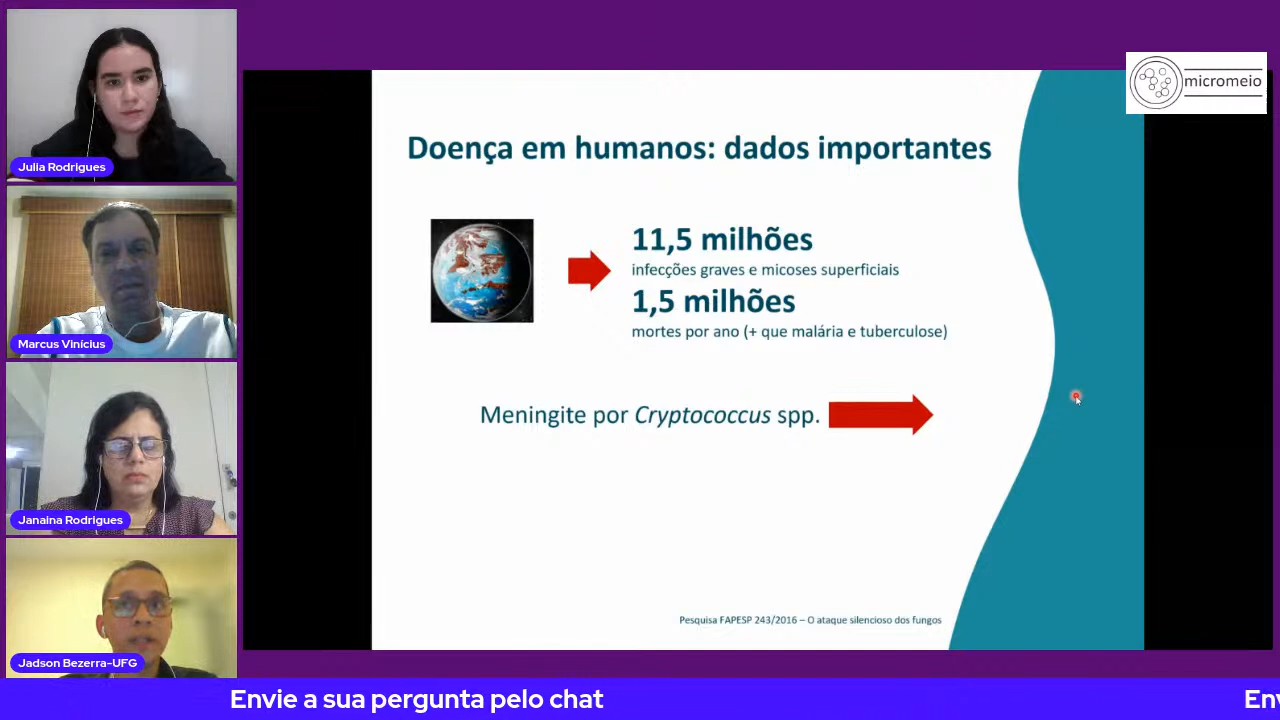 Julia Rodrigues
Marcus Vinícius
Janaina Rodrigues
Jadson Bezerra-UFG
micromeio
Doença em humanos: dados importantes
11,5 milhões
infecções graves e micoses superficiais
1,5 milhões
mortes por ano (+ que malária e tuberculose)
Meningite por Cryptococcus spp.
Pesquisa FAPESP 243/2016 – O ataque silencioso dos fungos
Envie a sua pergunta pelo chat
Env